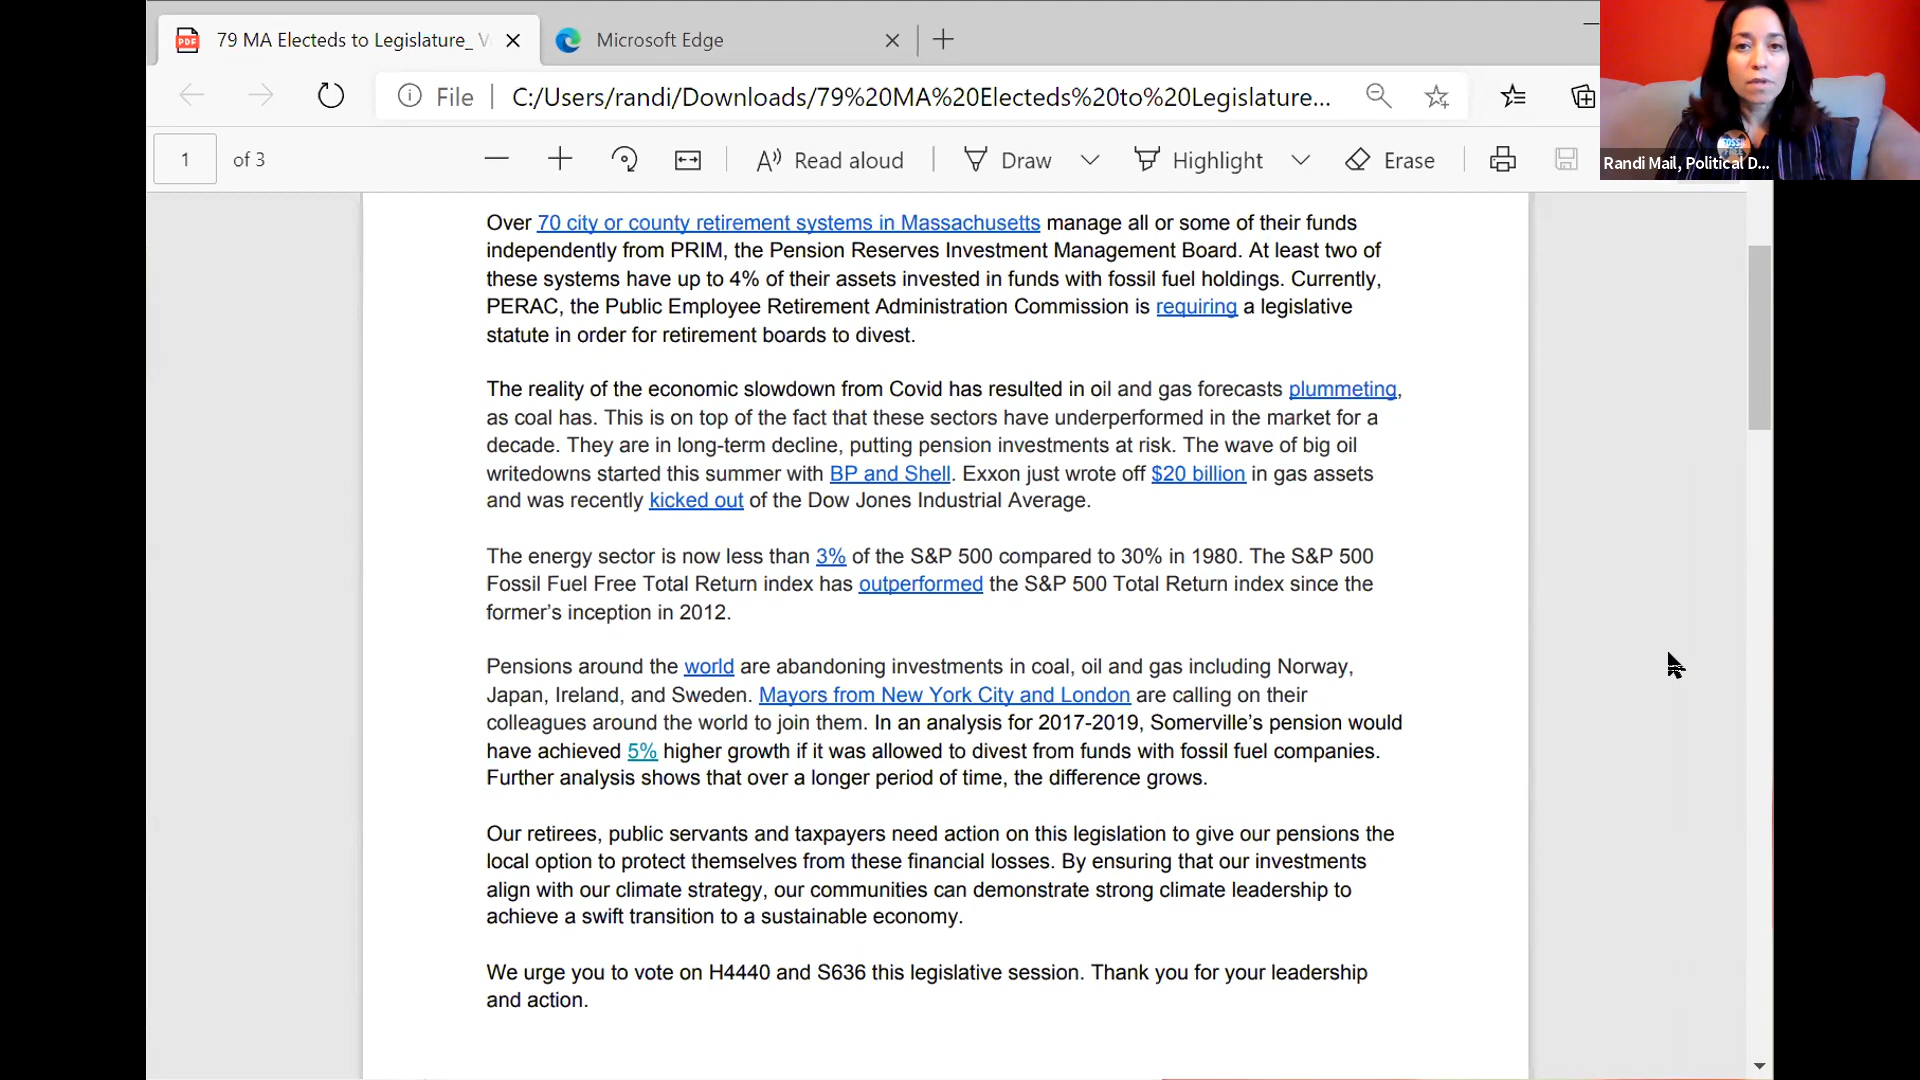 79 MA Electeds to Legislature_ V
Microsoft Edge
File
C:/Users/randi/Downloads/79%20MA%20Electeds%20to%20Legislature...
1 of 3
Read aloud
Draw
Highlight
Erase
FOSSIL
FREE
Randi Mail, Political D...
Over 70 city or county retirement systems in Massachusetts manage all or some of their funds
independently from PRIM, the Pension Reserves Investment Management Board. At least two of
these systems have up to 4% of their assets invested in funds with fossil fuel holdings. Currently,
PERAC, the Public Employee Retirement Administration Commission is requiring a legislative
statute in order for retirement boards to divest.
The reality of the economic slowdown from Covid has resulted in oil and gas forecasts plummeting,
as coal has. This is on top of the fact that these sectors have underperformed in the market for a
decade. They are in long-term decline, putting pension investments at risk. The wave of big oil
writedowns started this summer with BP and Shell. Exxon just wrote off $20 billion in gas assets
and was recently kicked out of the Dow Jones Industrial Average.
The energy sector is now less than 3% of the S&P 500 compared to 30% in 1980. The S&P 500
Fossil Fuel Free Total Return index has outperformed the S&P 500 Total Return index since the
former’s inception in 2012.
Pensions around the world are abandoning investments in coal, oil and gas including Norway,
Japan, Ireland, and Sweden. Mayors from New York City and London are calling on their
colleagues around the world to join them. In an analysis for 2017-2019, Somerville’s pension would
have achieved 5% higher growth if it was allowed to divest from funds with fossil fuel companies.
Further analysis shows that over a longer period of time, the difference grows.
Our retirees, public servants and taxpayers need action on this legislation to give our pensions the
local option to protect themselves from these financial losses. By ensuring that our investments
align with our climate strategy, our communities can demonstrate strong climate leadership to
achieve a swift transition to a sustainable economy.
We urge you to vote on H4440 and S636 this legislative session. Thank you for your leadership
and action.